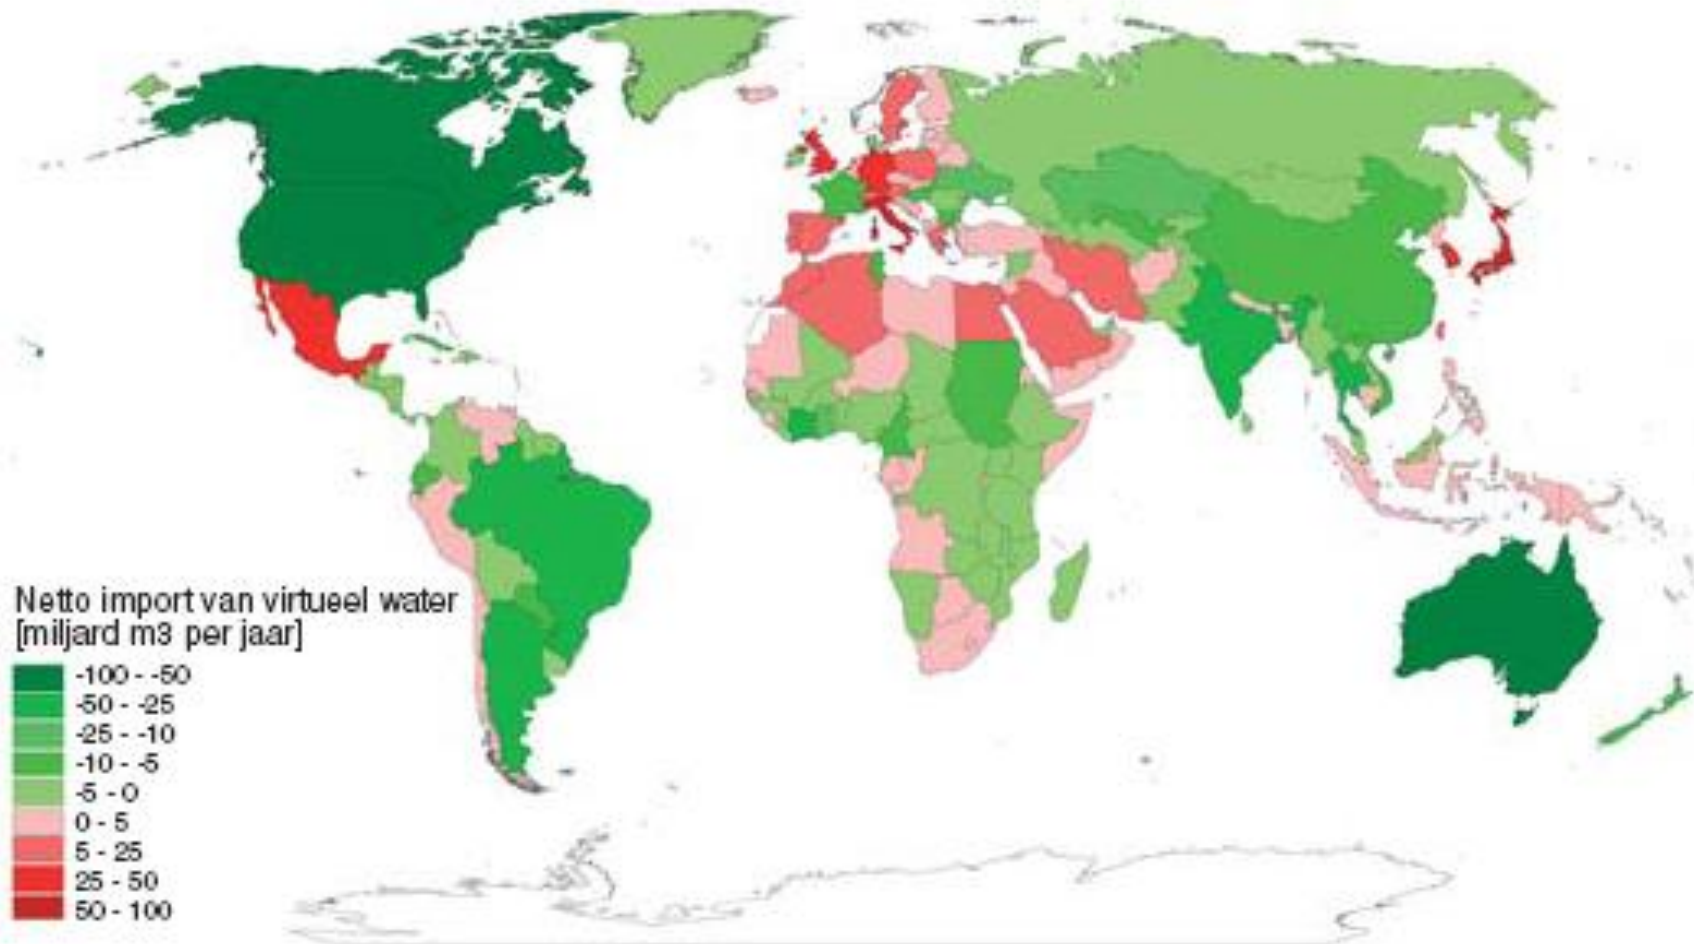 Netto import van virtueel water
[miljard m3 per jaar]
-100 - -50
-50 - -25
-25 - -10
-10 - -5
-5 - 0
0 - 5
5 - 25
25 - 50
50 - 100